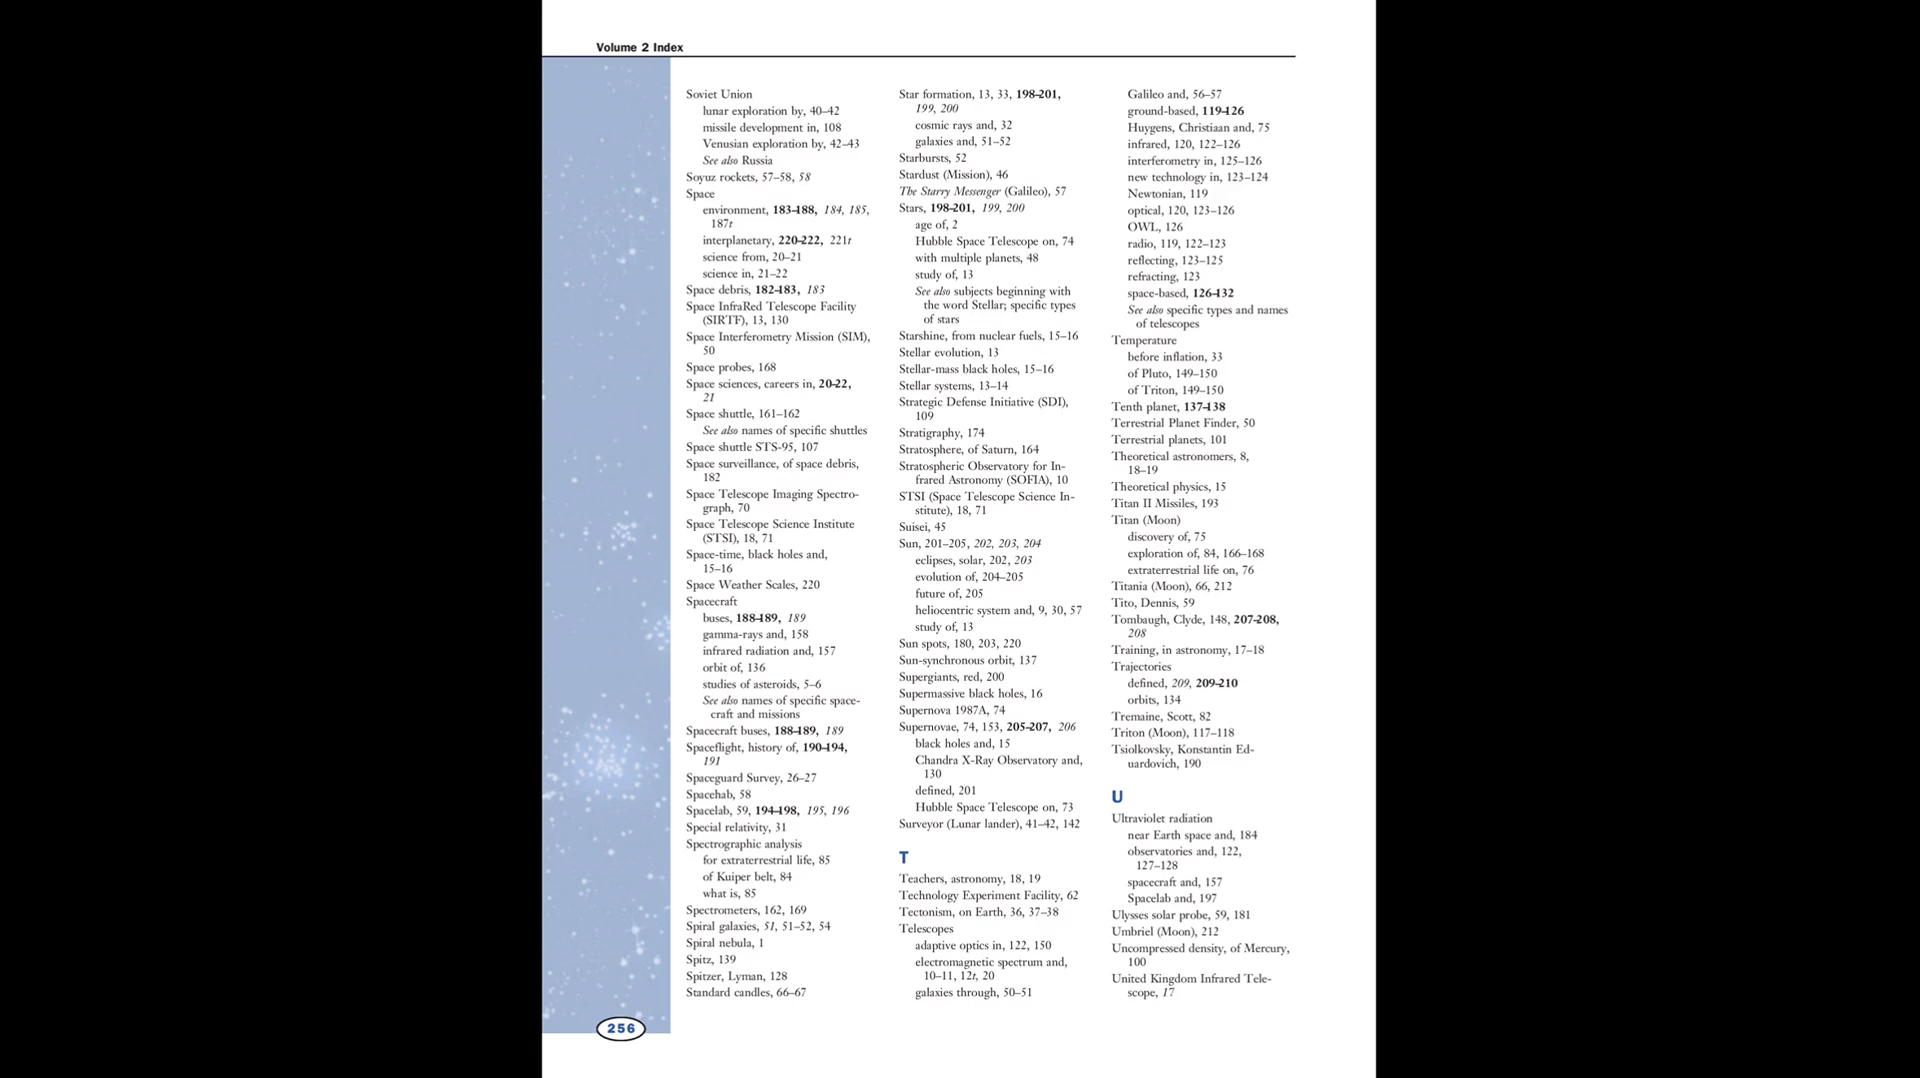 Volume 2 Index
Soviet Union
lunar exploration by, 40–42
missile development in, 108
Venusian exploration by, 42–43
See also Russia
Soyuz rockets, 57–58, 58
Space
environment, 183–188, 184, 185,
187t
interplanetary, 220–222, 221t
science from, 20–21
science in, 21–22
Space debris, 182–183, 183
Space InfraRed Telescope Facility
(SIRTF), 13, 130
Space Interferometry Mission (SIM),
50
Space probes, 168
Space sciences, careers in, 20–22,
21
Space shuttle, 161–162
See also names of specific shuttles
Space shuttle STS-95, 107
Space surveillance, of space debris,
182
Space Telescope Imaging Spectro-
graph, 70
Space Telescope Science Institute
(STSI), 18, 71
Space-time, black holes and,
15–16
Space Weather Scales, 220
Spacecraft
buses, 188–189, 189
gamma-rays and, 158
infrared radiation and, 157
orbit of, 136
studies of asteroids, 5–6
See also names of specific space-
craft and missions
Spacecraft buses, 188–189, 189
Spaceflight, history of, 190–194,
191
Spaceguard Survey, 26–27
Spacehab, 58
Spacelab, 59, 194–198, 195, 196
Special relativity, 31
Spectrographic analysis
for extraterrestrial life, 85
of Kuiper belt, 84
what is, 85
Spectrometers, 162, 169
Spiral galaxies, 51, 51–52, 54
Spiral nebula, 1
Spitz, 139
Spitzer, Lyman, 128
Standard candles, 66–67
Star formation, 13, 33, 198–201,
199, 200
cosmic rays and, 32
galaxies and, 51–52
Starbursts, 52
Stardust (Mission), 46
The Starry Messenger (Galileo), 57
Stars, 198–201, 199, 200
age of, 2
Hubble Space Telescope on, 74
with multiple planets, 48
study of, 13
See also subjects beginning with
the word Stellar; specific types
of stars
Starshine, from nuclear fuels, 15–16
Stellar evolution, 13
Stellar-mass black holes, 15–16
Stellar systems, 13–14
Strategic Defense Initiative (SDI),
109
Stratigraphy, 174
Stratosphere, of Saturn, 164
Stratospheric Observatory for In-
frared Astronomy (SOFIA), 10
STSI (Space Telescope Science In-
stitute), 18, 71
Suisei, 45
Sun, 201–205, 202, 203, 204
eclipses, solar, 202, 203
evolution of, 204–205
future of, 205
heliocentric system and, 9, 30, 57
study of, 13
Sun spots, 180, 203, 220
Sun-synchronous orbit, 137
Supergiants, red, 200
Supermassive black holes, 16
Supernova 1987A, 74
Supernovae, 74, 153, 205–207, 206
black holes and, 15
Chandra X-Ray Observatory and,
130
defined, 201
Hubble Space Telescope on, 73
Surveyor (Lunar lander), 41–42, 142
T
Teachers, astronomy, 18, 19
Technology Experiment Facility, 62
Tectonism, on Earth, 36, 37–38
Telescopes
adaptive optics in, 122, 150
electromagnetic spectrum and,
10–11, 12t, 20
galaxies through, 50–51
Galileo and, 56–57
ground-based, 119–126
Huygens, Christiaan and, 75
infrared, 120, 122–126
interferometry in, 125–126
new technology in, 123–124
Newtonian, 119
optical, 120, 123–126
OWL, 126
radio, 119, 122–123
reflecting, 123–125
refracting, 123
space-based, 126–132
See also specific types and names
of telescopes
Temperature
before inflation, 33
of Pluto, 149–150
of Triton, 149–150
Tenth planet, 137–138
Terrestrial Planet Finder, 50
Terrestrial planets, 101
Theoretical astronomers, 8,
18–19
Theoretical physics, 15
Titan II Missiles, 193
Titan (Moon)
discovery of, 75
exploration of, 84, 166–168
extraterrestrial life on, 76
Titania (Moon), 66, 212
Tito, Dennis, 59
Tombaugh, Clyde, 148, 207–208,
208
Training, in astronomy, 17–18
Trajectories
defined, 209, 209–210
orbits, 134
Tremaine, Scott, 82
Triton (Moon), 117–118
Tsiolkovsky, Konstantin Ed-
uardovich, 190
U
Ultraviolet radiation
near Earth space and, 184
observatories and, 122,
127–128
spacecraft and, 157
Spacelab and, 197
Ulysses solar probe, 59, 181
Umbriel (Moon), 212
Uncompressed density, of Mercury,
100
United Kingdom Infrared Tele-
scope, 17
256